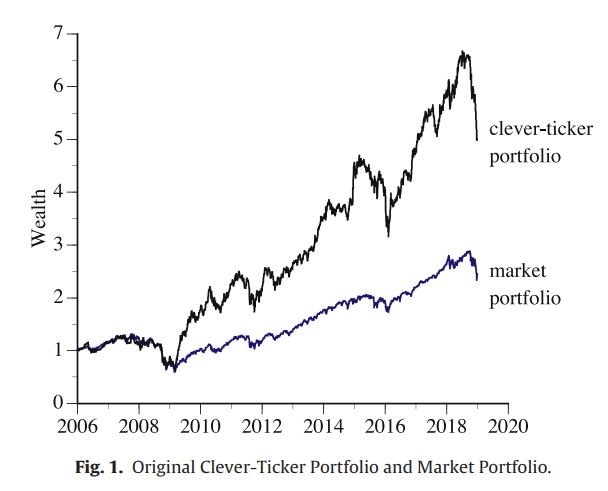 7
6
5
4
3
2
1
0
Wealth
clever-ticker
portfolio
market
portfolio
2006 2008 2010 2012 2014 2016 2018 2020
Fig. 1. Original Clever-Ticker Portfolio and Market Portfolio.